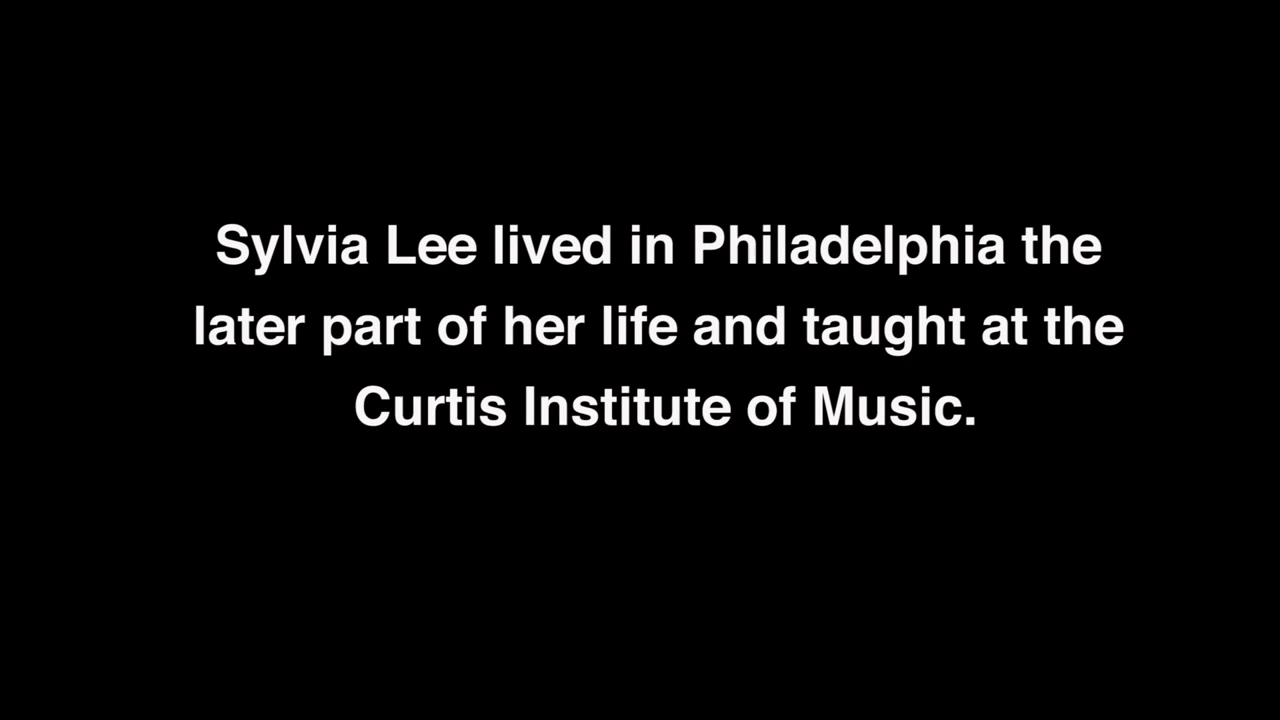 Sylvia Lee lived in Philadelphia the
later part of her life and taught at the
Curtis Institute of Music.